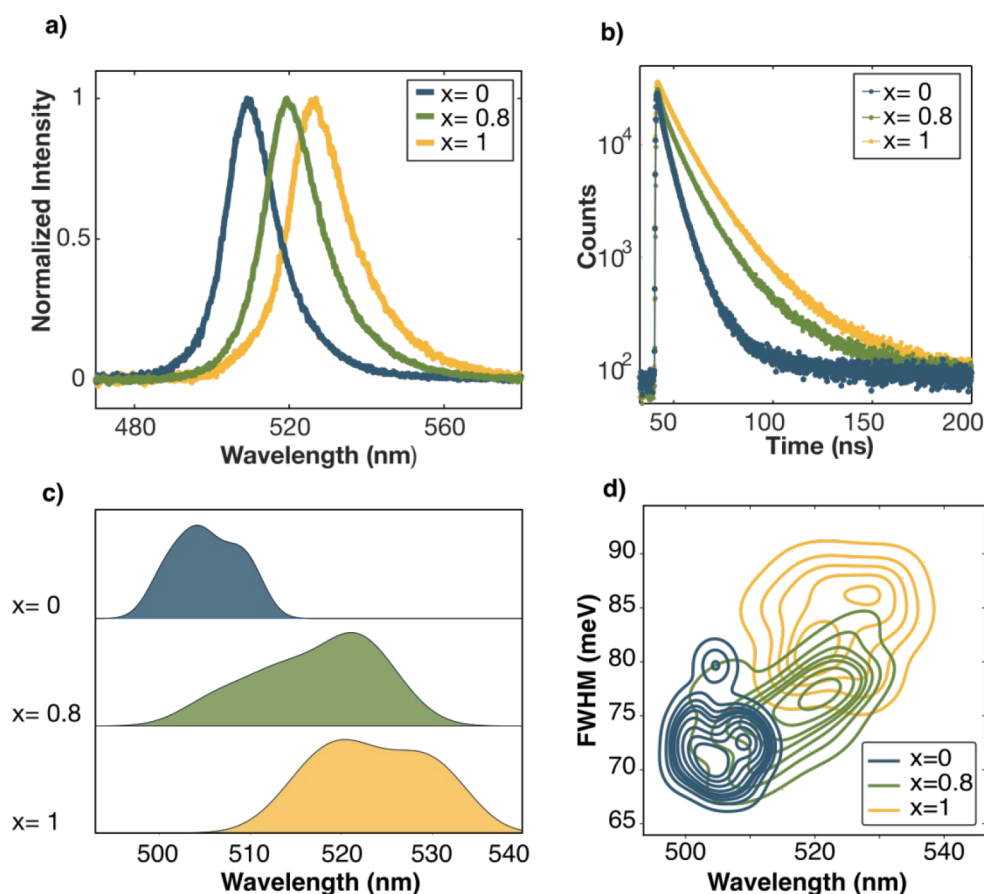 a)
1
0.5
0
Normalized Intensity
480
520
560
Wavelength (nm)
x= 0
x= 0.8
x= 1
b)
10^4
10^3
10^2
Counts
50
100
150
200
Time (ns)
x= 0
x= 0.8
x= 1
c)
x= 0
x= 0.8
x= 1
500
510
520
530
540
Wavelength (nm)
d)
90
85
80
75
70
65
FWHM (meV)
500
520
540
Wavelength (nm)
x=0
x=0.8
x=1